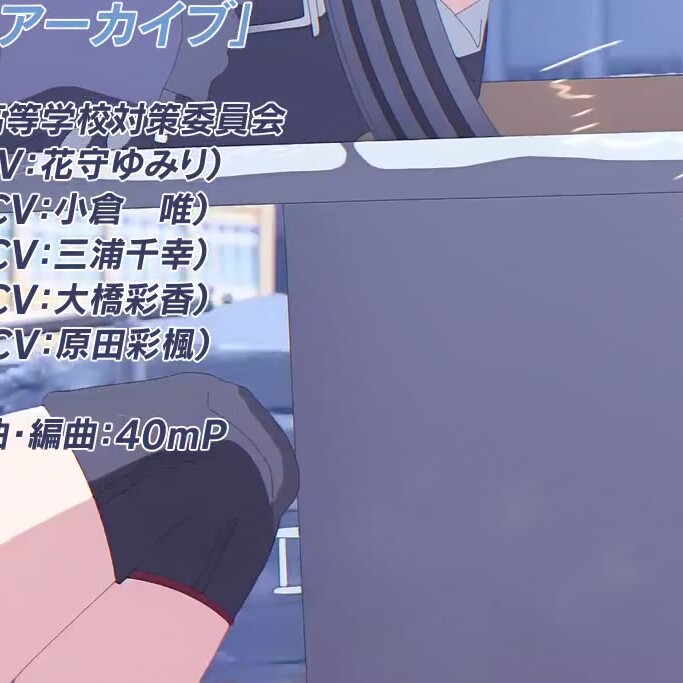 アーカイブ」
高等学校対策委員会
CV:花守ゆみり)
CV:小倉　唯)
CV:三浦千幸)
CV:大橋彩香)
CV:原田彩楓)
曲・編曲:40mP